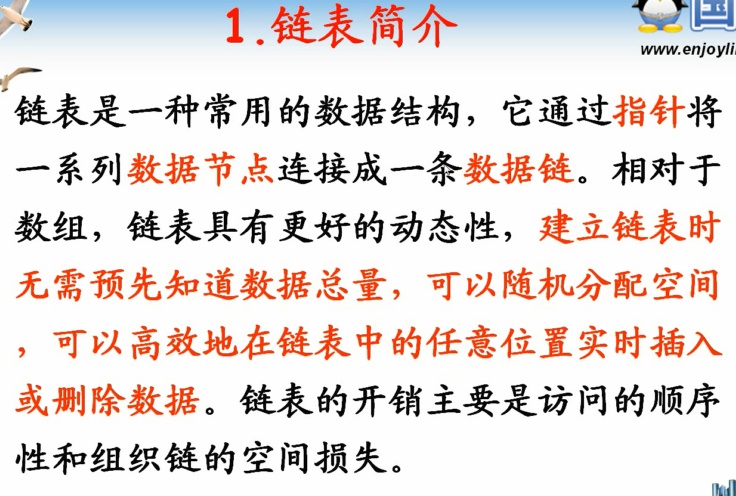 1.链表简介
国
www.enjoyli
链表是一种常用的数据结构，它通过指针将
一系列数据节点连接成一条数据链。相对于
数组，链表具有更好的动态性，建立链表时
无需预先知道数据总量，可以随机分配空间
，可以高效地在链表中的任意位置实时插入
或删除数据。链表的开销主要是访问的顺序
性和组织链的空间损失。